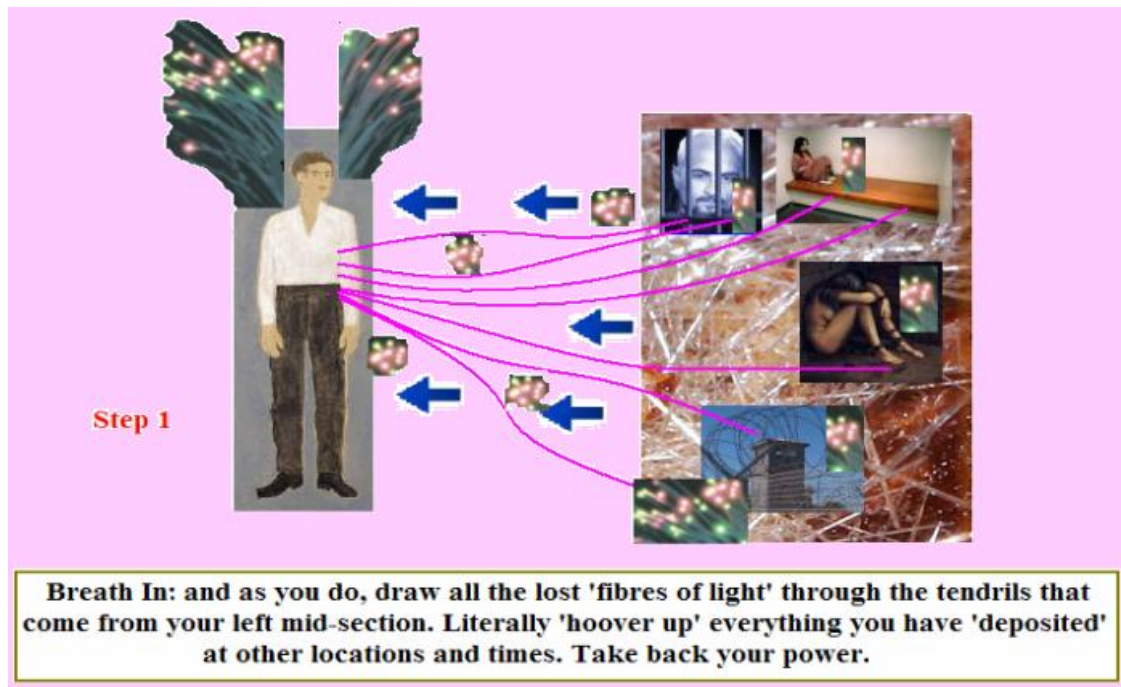 Step 1
Breath In: and as you do, draw all the lost 'fibres of light' through the tendrils that
come from your left mid-section. Literally 'hoover up' everything you have 'deposited'
at other locations and times. Take back your power.